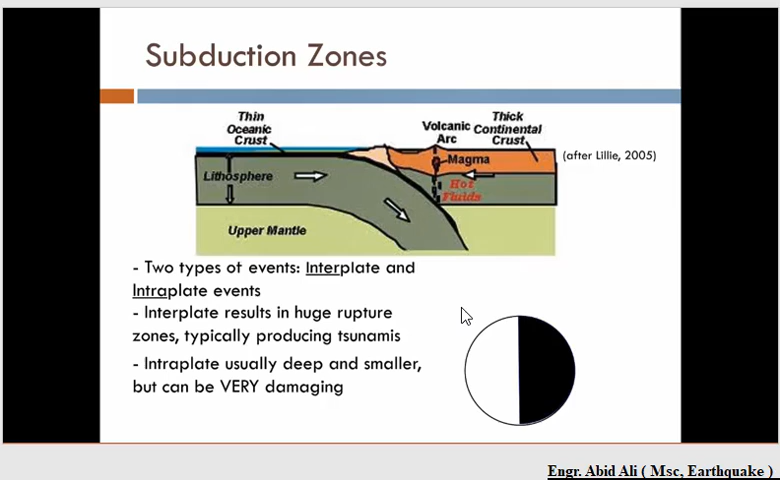 Subduction Zones
Thin
Oceanic
Crust
Volcanic
Arc
Thick
Continental
Crust
(after Lillie, 2005)
Magma
Lithosphere
Hot
Fluids
Upper Mantle
- Two types of events: Interplate and
Intraplate events
- Interplate results in huge rupture
zones, typically producing tsunamis
- Intraplate usually deep and smaller,
but can be VERY damaging
Engr. Abid Ali ( Msc, Earthquake )